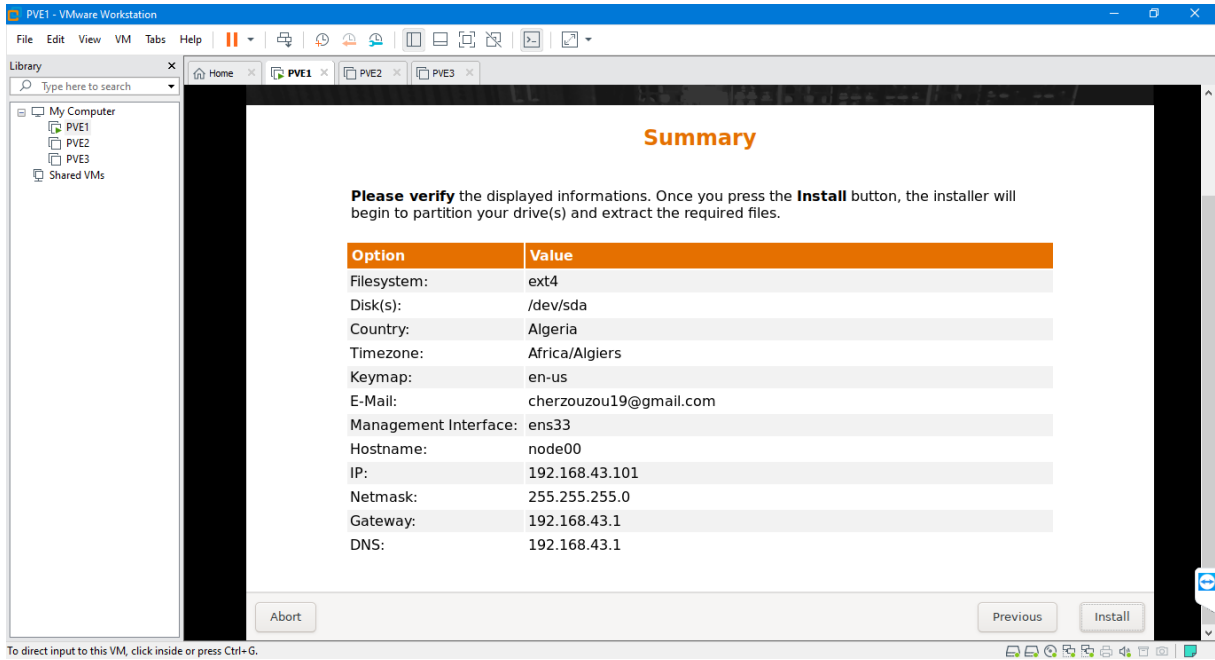 PVE1 - VMware Workstation
File Edit View VM Tabs Help
Library
Type here to search
My Computer
PVE1
PVE2
PVE3
Shared VMs
Home PVE1 PVE2 PVE3
Summary
Please verify the displayed informations. Once you press the Install button, the installer will
begin to partition your drive(s) and extract the required files.
Option Value
Filesystem: ext4
Disk(s): /dev/sda
Country: Algeria
Timezone: Africa/Algiers
Keymap: en-us
E-Mail: cherzouzou19@gmail.com
Management Interface: ens33
Hostname: node00
IP: 192.168.43.101
Netmask: 255.255.255.0
Gateway: 192.168.43.1
DNS: 192.168.43.1
Abort Previous Install
To direct input to this VM, click inside or press Ctrl+G.